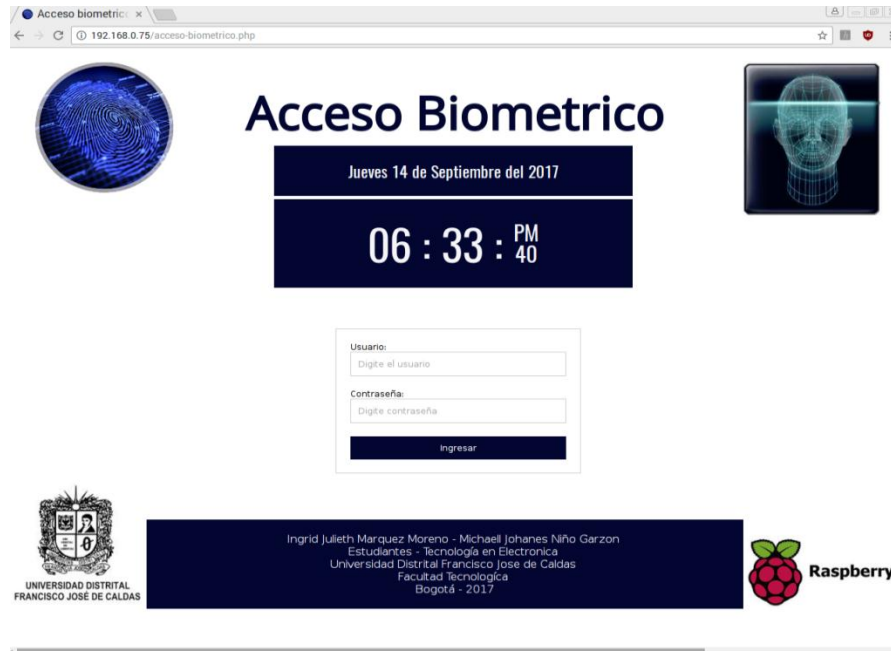 Acceso biometric
192.168.0.75/acceso-biometrico.php
Acceso Biometrico
Jueves 14 de Septiembre del 2017
06 : 33 : PM 40
Usuario:
Digite el usuario
Contraseña:
Digite contraseña
Ingresar
UNIVERSIDAD DISTRITAL
FRANCISCO JOSÉ DE CALDAS
Ingrid Julieth Marquez Moreno - Michaell Johanes Niño Garzon
Estudiantes - Tecnología en Electronica
Universidad Distrital Francisco Jose de Caldas
Facultad Tecnologíca
Bogotá - 2017
Raspberry